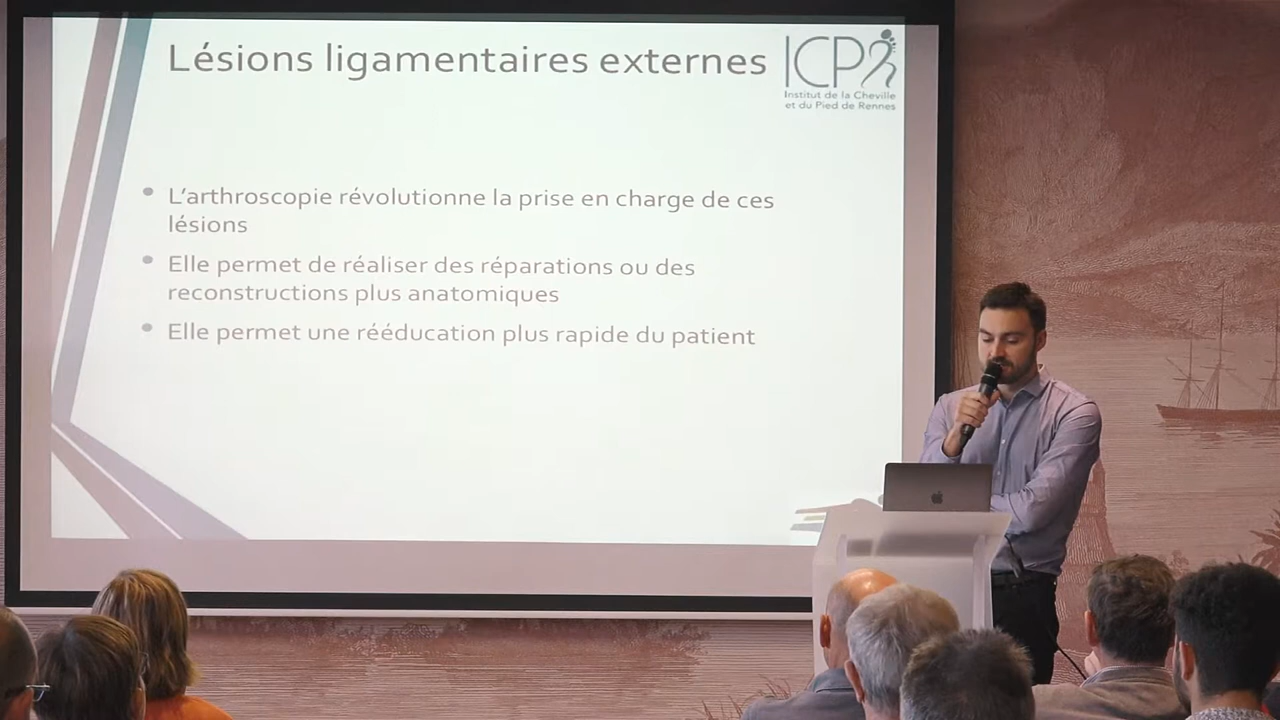 Lésions ligamentaires externes
ICP
Institut de la Cheville
et du Pied de Rennes
• L'arthroscopie révolutionne la prise en charge de ces
lésions
• Elle permet de réaliser des réparations ou des
reconstructions plus anatomiques
• Elle permet une rééducation plus rapide du patient